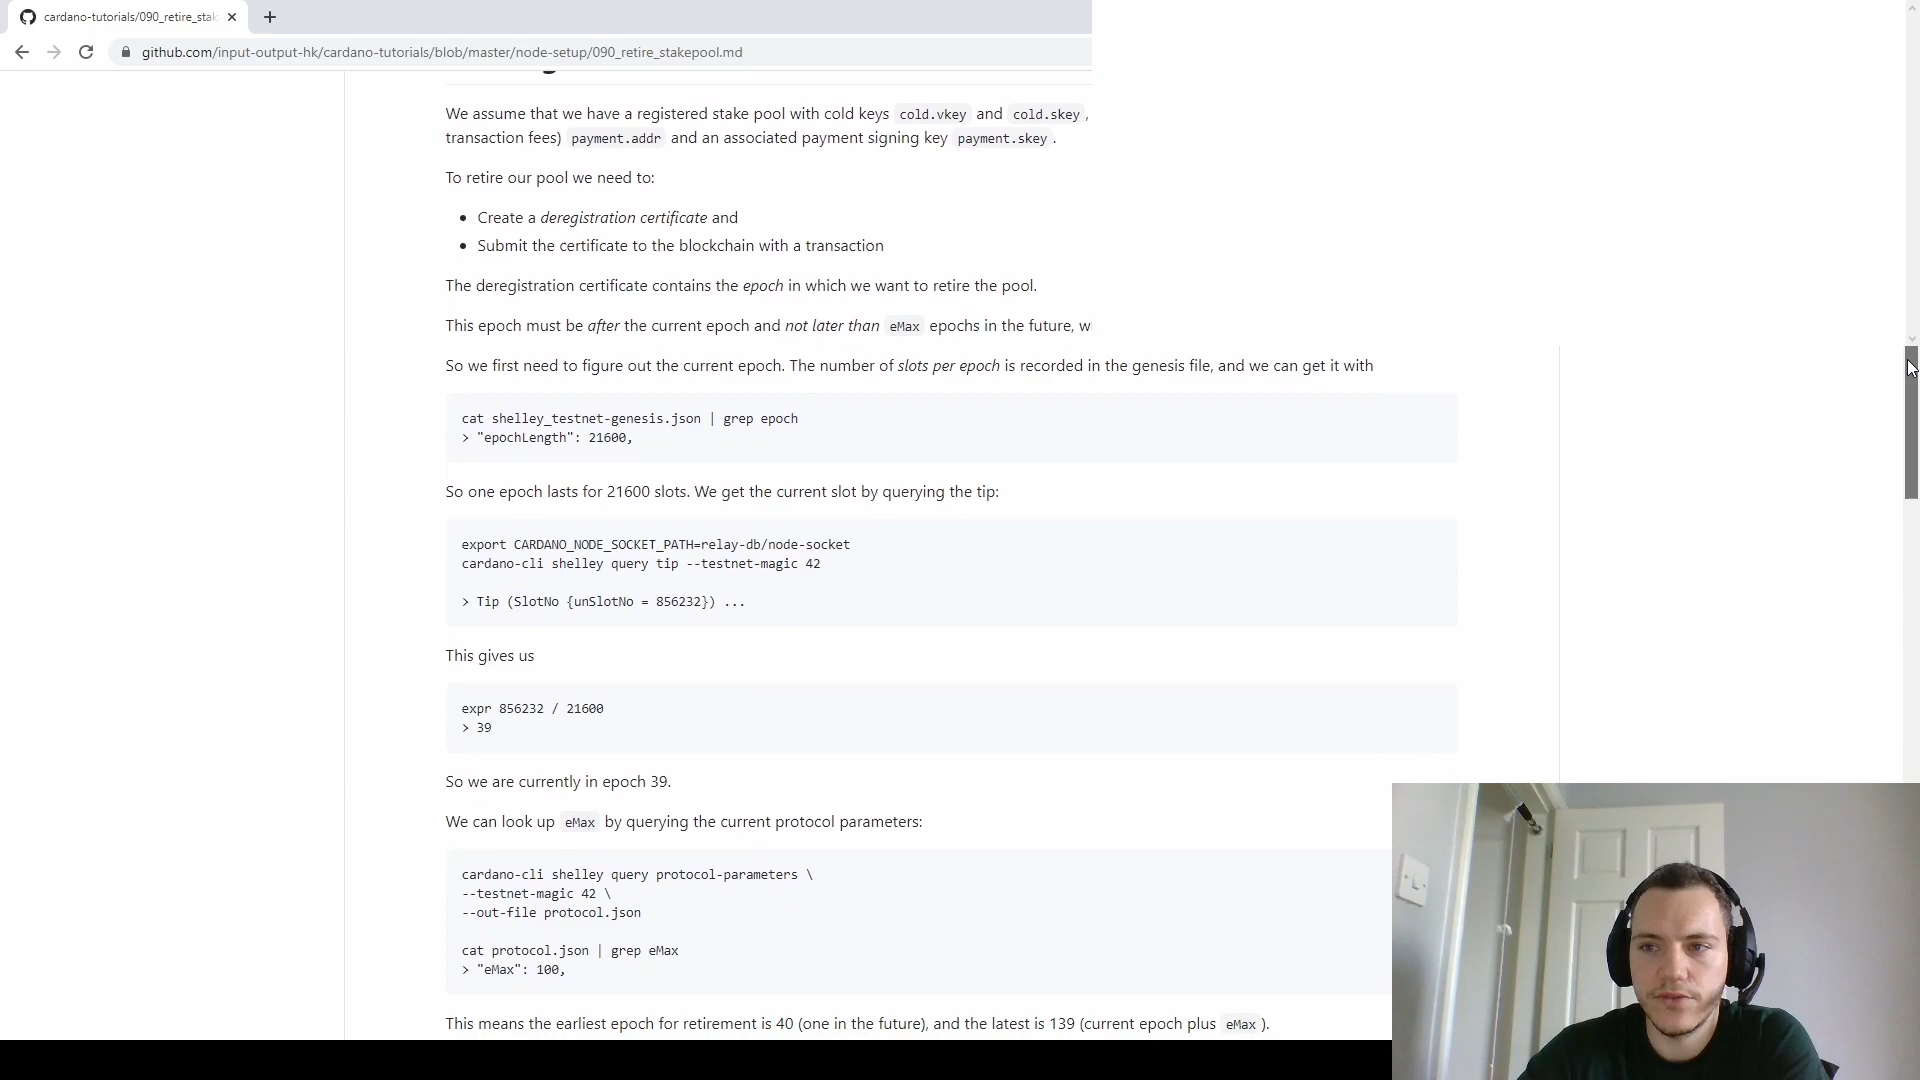 cardano-tutorials/090_retire_stak
github.com/input-output-hk/cardano-tutorials/blob/master/node-setup/090_retire_stakepool.md
We assume that we have a registered stake pool with cold keys cold.vkey and cold.skey ,
transaction fees) payment.addr and an associated payment signing key payment.skey .
To retire our pool we need to:
• Create a deregistration certificate and
• Submit the certificate to the blockchain with a transaction
The deregistration certificate contains the epoch in which we want to retire the pool.
This epoch must be after the current epoch and not later than eMax epochs in the future,
So we first need to figure out the current epoch. The number of slots per epoch is recorded in the genesis file, and we can get it with
cat shelley_testnet-genesis.json | grep epoch
> "epochLength": 21600,
So one epoch lasts for 21600 slots. We get the current slot by querying the tip:
export CARDANO_NODE_SOCKET_PATH=relay-db/node-socket
cardano-cli shelley query tip --testnet-magic 42
> Tip (SlotNo {unSlotNo = 856232}) ...
This gives us
expr 856232 / 21600
> 39
So we are currently in epoch 39.
We can look up eMax by querying the current protocol parameters:
cardano-cli shelley query protocol-parameters \
--testnet-magic 42 \
--out-file protocol.json
cat protocol.json | grep eMax
> "eMax": 100,
This means the earliest epoch for retirement is 40 (one in the future), and the latest is 139 (current epoch plus eMax ).